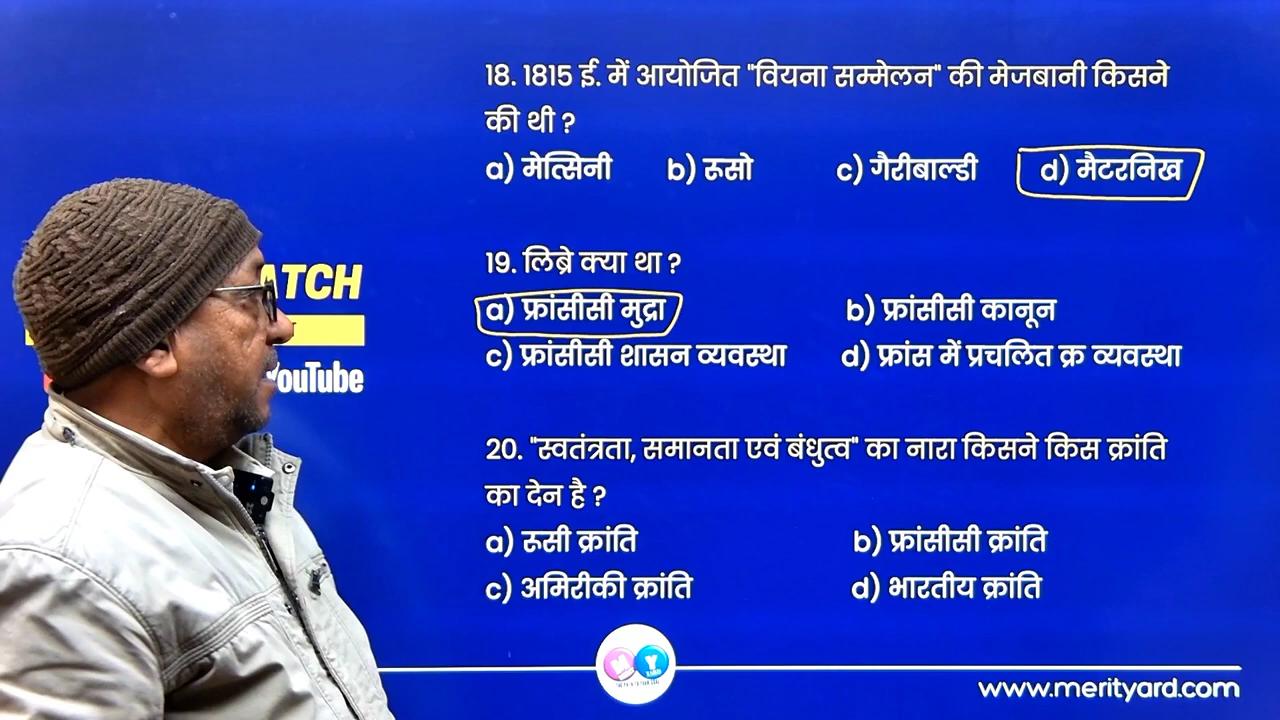 18. 1815 ई. में आयोजित "वियना सम्मेलन" की मेजबानी किसने
की थी ?
a) मेत्सिनी b) रूसो c) गैरीबाल्डी d) मैटरनिख
19. लिब्रे क्या था ?
a) फ्रांसीसी मुद्रा b) फ्रांसीसी कानून
c) फ्रांसीसी शासन व्यवस्था d) फ्रांस में प्रचलित क्र व्यवस्था
20. "स्वतंत्रता, समानता एवं बंधुत्व" का नारा किसने किस क्रांति
का देन है ?
a) रूसी क्रांति b) फ्रांसीसी क्रांति
c) अमिरीकी क्रांति d) भारतीय क्रांति
ATCH
ouTube
M Y
www.merityard.com